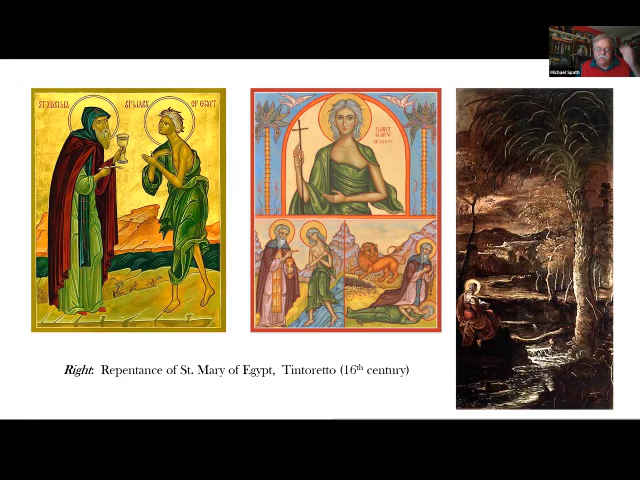 Michael Spath
ST ZOSIMA
ST MARY
OF EGYPT
SAINT
MARY
OF EGYPT
Right: Repentance of St. Mary of Egypt, Tintoretto (16th century)